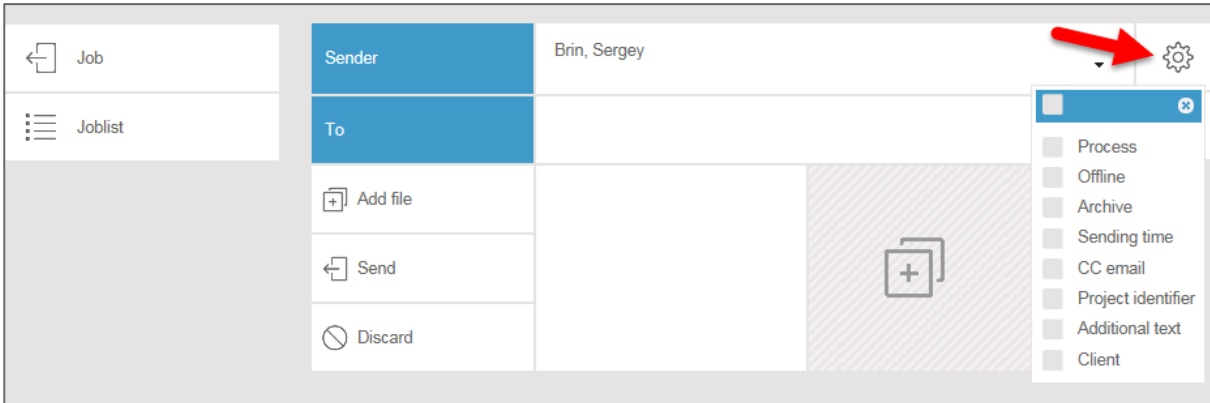 Job
Joblist
Sender
Brin, Sergey
To
Add file
Send
Discard
Process
Offline
Archive
Sending time
CC email
Project identifier
Additional text
Client